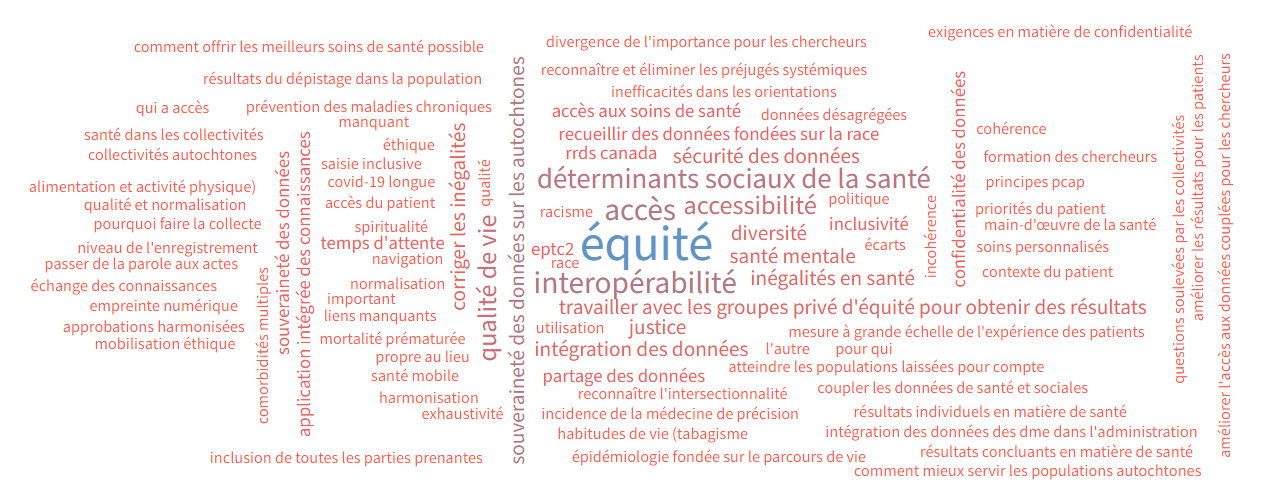 exigences en matière de confidentialité
divergence de l'importance pour les chercheurs
comment offrir les meilleurs soins de santé possible
reconnaître et éliminer les préjugés systémiques
résultats du dépistage dans la population
inefficacités dans les orientations
qui a accès
prévention des maladies chroniques
accès aux soins de santé
données désagrégées
manquant
santé dans les collectivités
recueillir des données fondées sur la race
cohérence
éthique
collectivités autochtones
rrds canada
sécurité des données
formation des chercheurs
saisie inclusive
qualité
covid-19 longue
déterminants sociaux de la santé
principes pcap
alimentation et activité physique)
qualité et normalisation
accès du patient
racisme
accès
accessibilité
politique
priorités du patient
pourquoi faire la collecte
spiritualité
inclusivité
main-d'œuvre de la santé
équité
diversité
niveau de l'enregistrement
temps d'attente
eptc2
écarts
soins personnalisés
passer de la parole aux actes
navigation
race
santé mentale
contexte du patient
échange des connaissances
normalisation
interopérabilité
inégalités en santé
empreinte numérique
important
travailler avec les groupes privé d'équité pour obtenir des résultats
liens manquants
approbations harmonisées
utilisation
justice
mesure à grande échelle de l'expérience des patients
mobilisation éthique
mortalité prématurée
intégration des données
l'autre
pour qui
propre au lieu
atteindre les populations laissées pour compte
santé mobile
partage des données
coupler les données de santé et sociales
harmonisation
reconnaître l'intersectionnalité
exhaustivité
incidence de la médecine de précision
résultats individuels en matière de santé
habitudes de vie (tabagisme
intégration des données des dme dans l'administration
inclusion de toutes les parties prenantes
épidémiologie fondée sur le parcours de vie
résultats concluants en matière de santé
comment mieux servir les populations autochtones
comorbidités multiples
souveraineté des données
application intégrée des connaissances
corriger les inégalités
qualité de vie
souveraineté des données sur les autochtones
incohérence
confidentialité des données
questions soulevées par les collectivités
améliorer les résultats pour les patients
améliorer l'accès aux données couplées pour les chercheurs